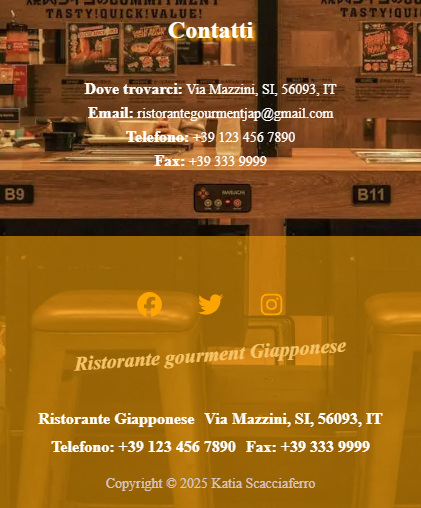 TASTY!QUICK!VALUE!
TASTY!QUICK!
Contatti
Dove trovarci: Via Mazzini, SI, 56093, IT
Email: ristorantegourmentjap@gmail.com
Telefono: +39 123 456 7890
Fax: +39 333 9999
B9
B11
Ristorante gourment Giapponese
Ristorante Giapponese Via Mazzini, SI, 56093, IT
Telefono: +39 123 456 7890 Fax: +39 333 9999
Copyright © 2025 Katia Scacciaferro